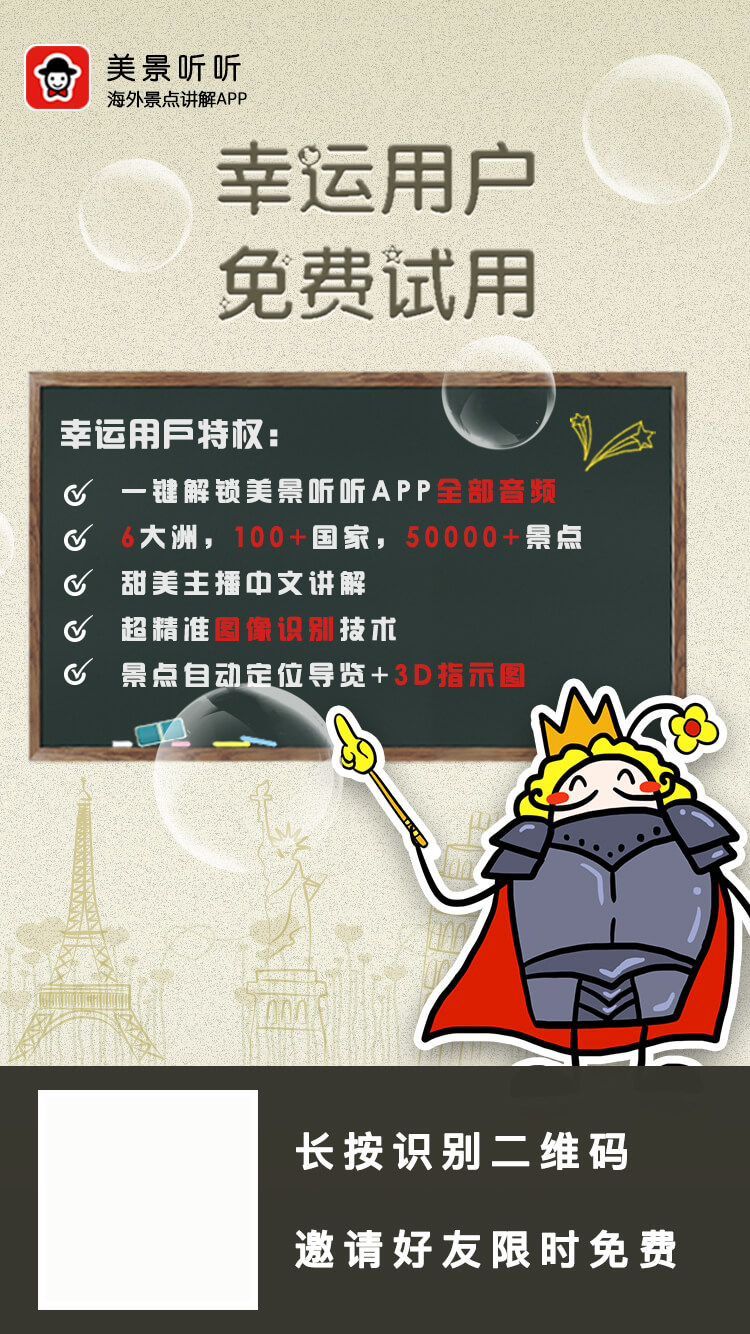 美景听听
海外景点讲解APP
幸运用户
免费试用
幸运用户特权:
一键解锁美景听听APP全部音频
6大洲，100+国家，50000+景点
甜美主播中文讲解
超精准图像识别技术
景点自动定位导览+3D指示图
长按识别二维码
邀请好友限时免费